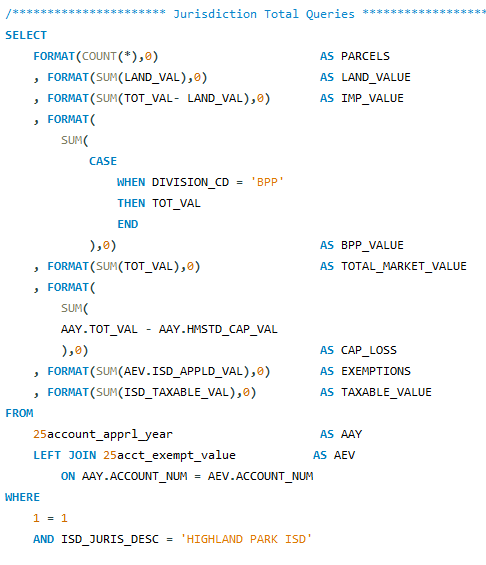 /********************** Jurisdiction Total Queries ******************
SELECT
FORMAT(COUNT(*),0) AS PARCELS
, FORMAT(SUM(LAND_VAL),0) AS LAND_VALUE
, FORMAT(SUM(TOT_VAL- LAND_VAL),0) AS IMP_VALUE
, FORMAT(
SUM(
CASE
WHEN DIVISION_CD = 'BPP'
THEN TOT_VAL
END
),0) AS BPP_VALUE
, FORMAT(SUM(TOT_VAL),0) AS TOTAL_MARKET_VALUE
, FORMAT(
SUM(
AAY.TOT_VAL - AAY.HMSTD_CAP_VAL
),0) AS CAP_LOSS
, FORMAT(SUM(AEV.ISD_APPLD_VAL),0) AS EXEMPTIONS
, FORMAT(SUM(ISD_TAXABLE_VAL),0) AS TAXABLE_VALUE
FROM
25account_apprl_year AS AAY
LEFT JOIN 25acct_exempt_value AS AEV
ON AAY.ACCOUNT_NUM = AEV.ACCOUNT_NUM
WHERE
1 = 1
AND ISD_JURIS_DESC = 'HIGHLAND PARK ISD'